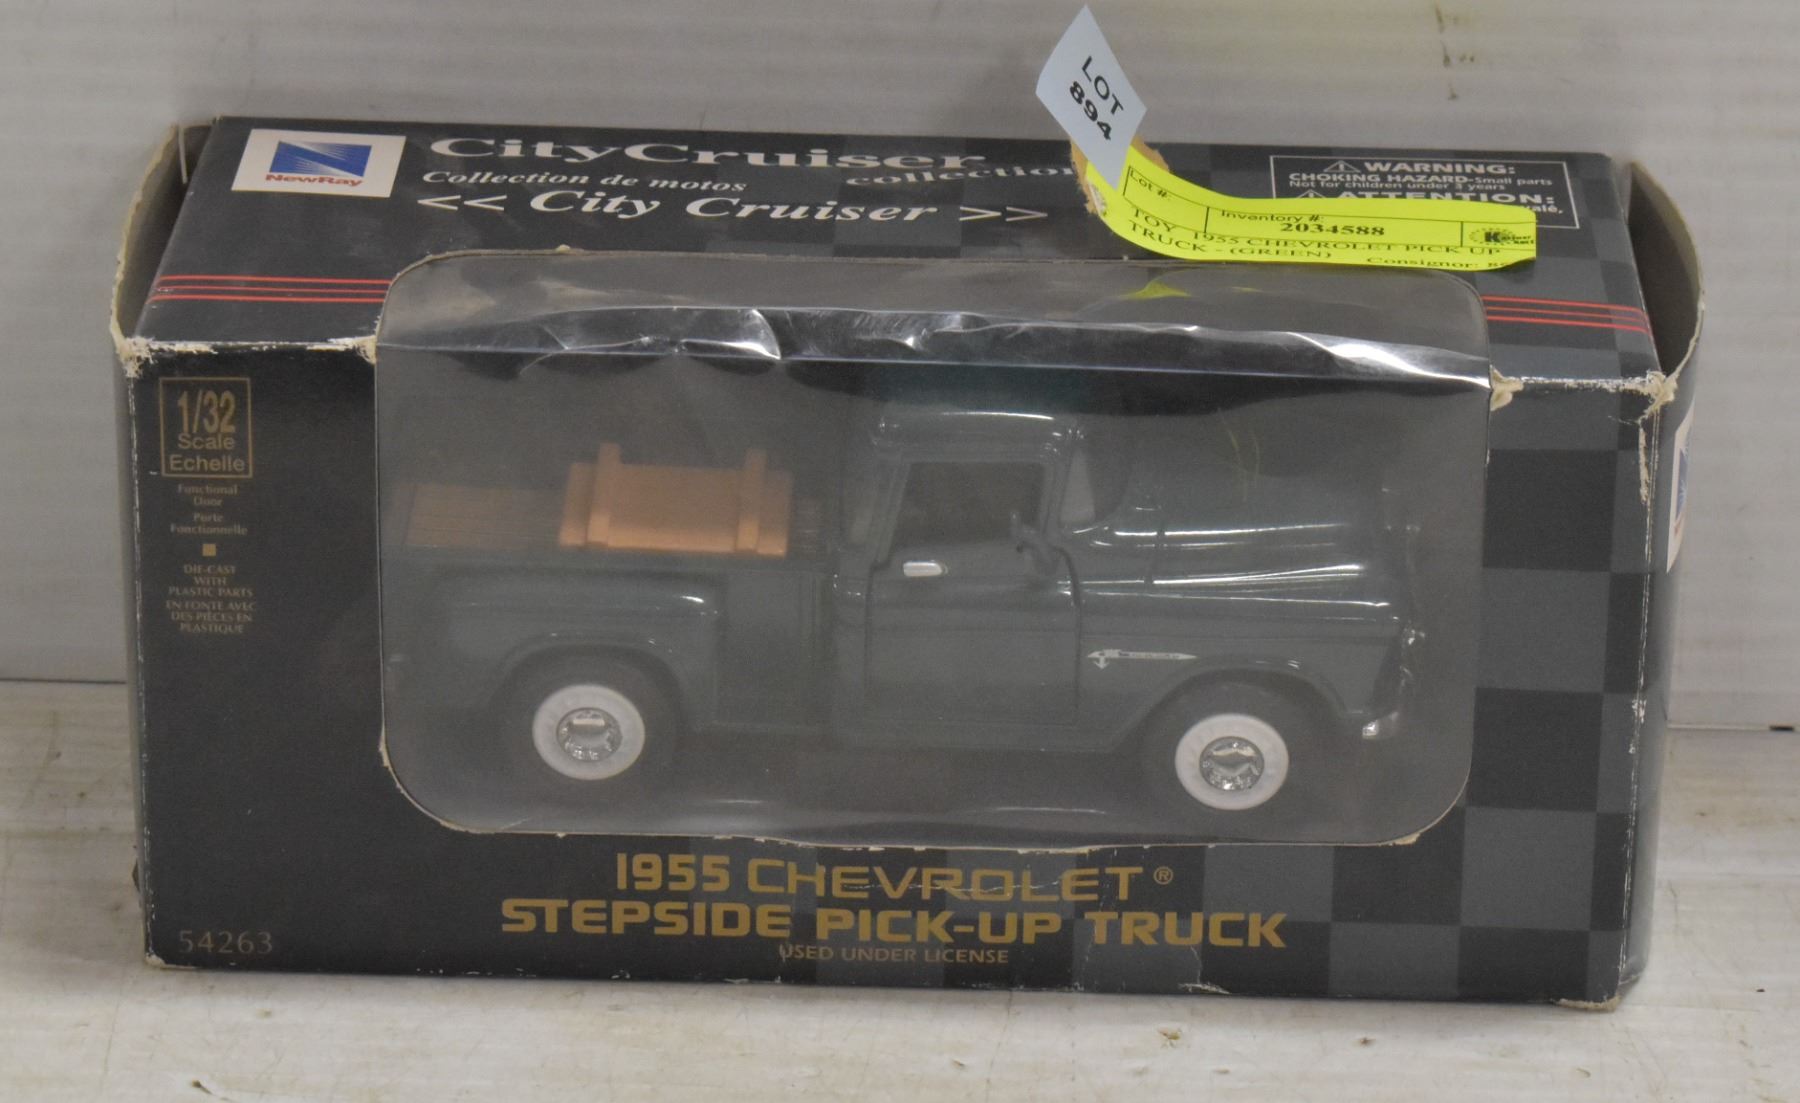 LOT
894
NewRay
CityCruiser
collection
Collection de motos
<< City Cruiser >>
WARNING:
CHOKING HAZARD-Small parts
Not for children under 3 years
ATTENTION:
Lot #:
Inventory #:
2034588
TOY 1955 CHEVROLET PICK UP
TRUCK - (GREEN)
Consignor:
1/32
Scale
Echelle
Functional
Door
Porte
Fonctionnelle
DIE-CAST
WITH
PLASTIC PARTS
EN FONTE AVEC
DES PIÈCES EN
PLASTIQUE
1955 CHEVROLET®
STEPSIDE PICK-UP TRUCK
USED UNDER LICENSE
54263